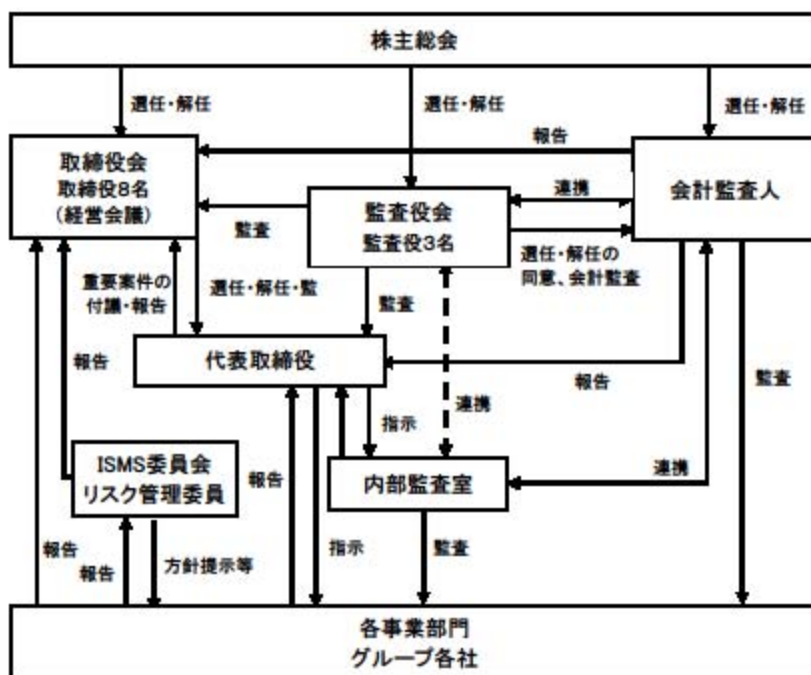 株主総会
選任・解任
選任・解任
選任・解任
報告
取締役会
取締役8名
(経営会議)
会計監査人
連携
監査役会
監査役3名
監査
選任・解任の
同意、会計監査
重要案件の
付議・報告
選任・解任・監
監査
代表取締役
報告
報告
監査
指示
連携
ISMS委員会
リスク管理委員
報告
内部監査室
連携
報告
報告
方針提示等
指示
監査
各事業部門
グループ各社